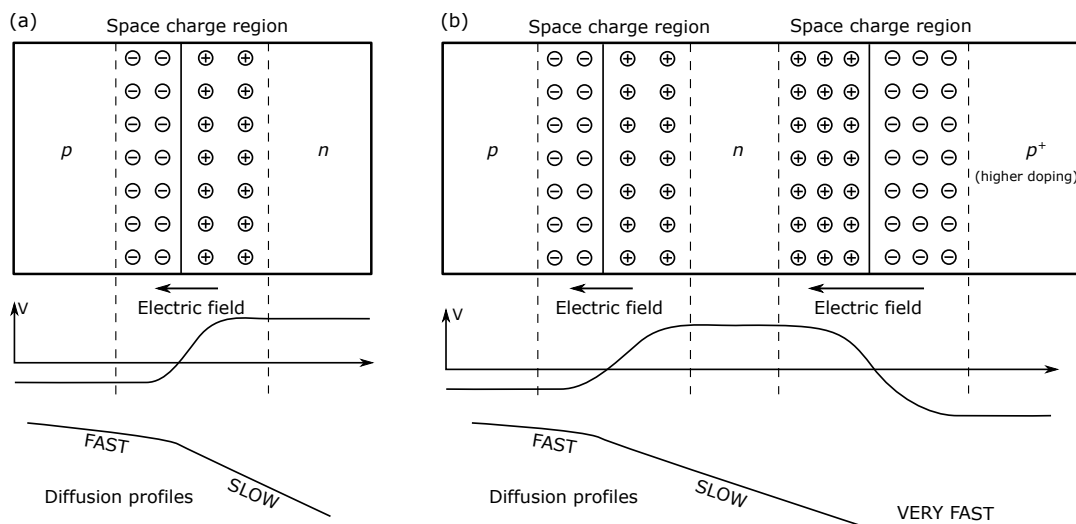 (a)
Space charge region
p
n
Electric field
V
FAST
SLOW
Diffusion profiles
(b)
Space charge region
Space charge region
p
n
p+
(higher doping)
Electric field
Electric field
V
FAST
SLOW
Diffusion profiles
VERY FAST